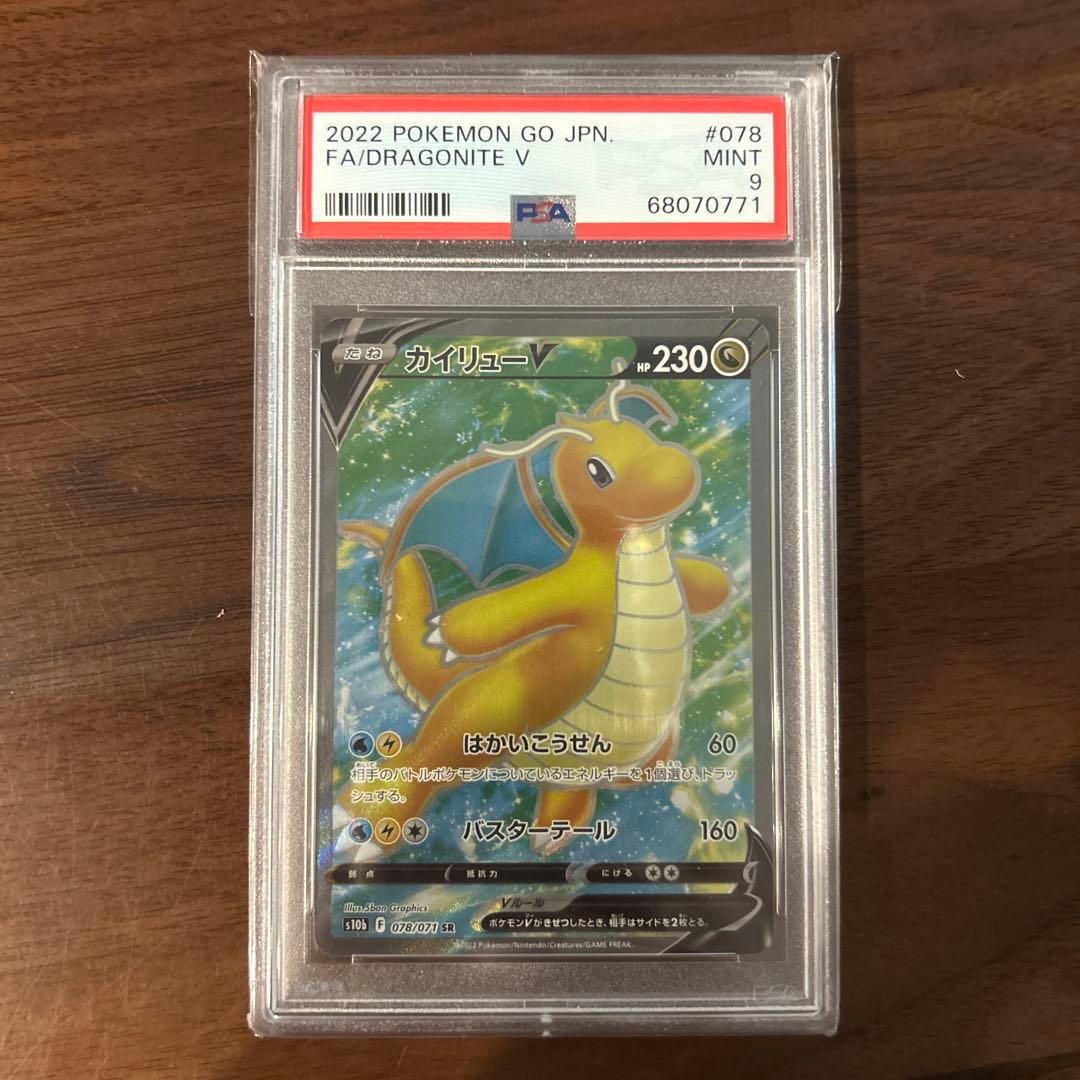 2022 POKEMON GO JPN. #078
FA/DRAGONITE V MINT
9
PSA 68070771
たね カイリューV HP 230
はかいこうせん 60
相手のバトルポケモンについているエネルギーを1個選び、トラッ
シュする。
バスターテール 160
弱点 抵抗力 にげる
Illus. 5ban Graphics
Vルール
ポケモンVがきぜつしたとき、相手はサイドを2枚とる。
s10b F 078/071 SR
©2022 Pokémon/Nintendo/Creatures/GAME FREAK.